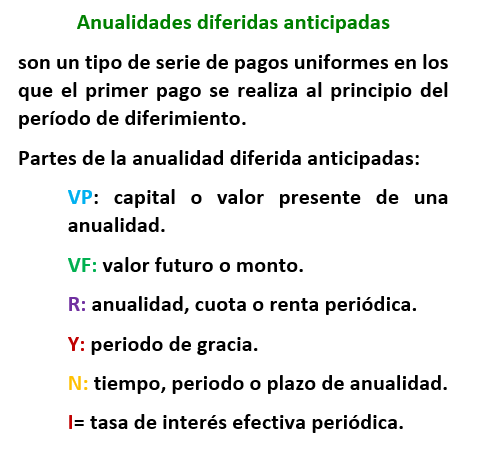 Anualidades diferidas anticipadas
son un tipo de serie de pagos uniformes en los
que el primer pago se realiza al principio del
período de diferimiento.
Partes de la anualidad diferida anticipadas:
VP: capital o valor presente de una
anualidad.
VF: valor futuro o monto.
R: anualidad, cuota o renta periódica.
Y: periodo de gracia.
N: tiempo, periodo o plazo de anualidad.
I= tasa de interés efectiva periódica.